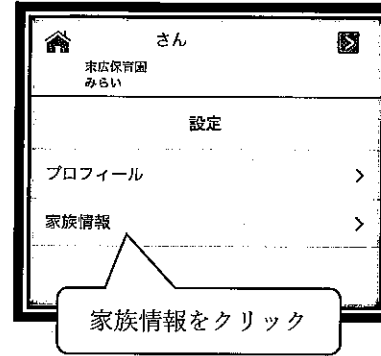 さん
末広保育園
みらい
設定
プロフィール
家族情報
家族情報をクリック